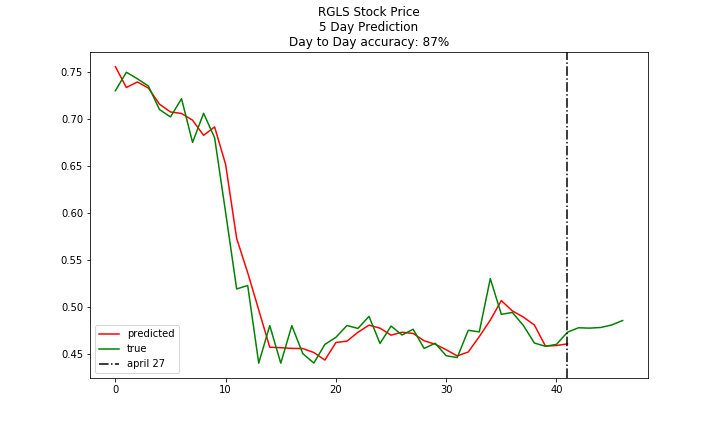 RGLS Stock Price
5 Day Prediction
Day to Day accuracy: 87%
0.75
0.70
0.65
0.60
0.55
0.50
0.45
predicted
true
april 27
0 10 20 30 40